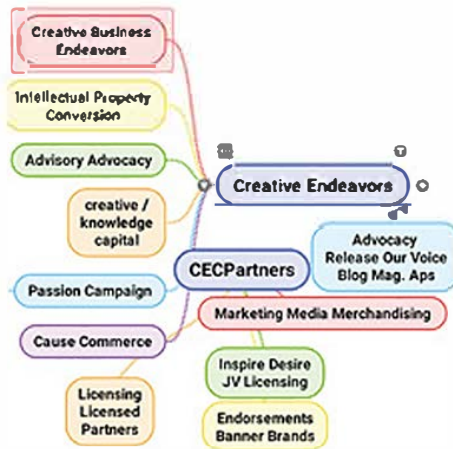 Creative Business
Endeavors
Intellectual Property
Conversion
Advisory Advocacy
creative /
knowledge
capital
Passion Campaign
Cause Commerce
Licensing
Licensed
Partners
Creative Endeavors
CECPartners
Advocacy
Release Our Voice
Blog Mag. Aps
Marketing Media Merchandising
Inspire Desire
JV Licensing
Endorsements
Banner Brands